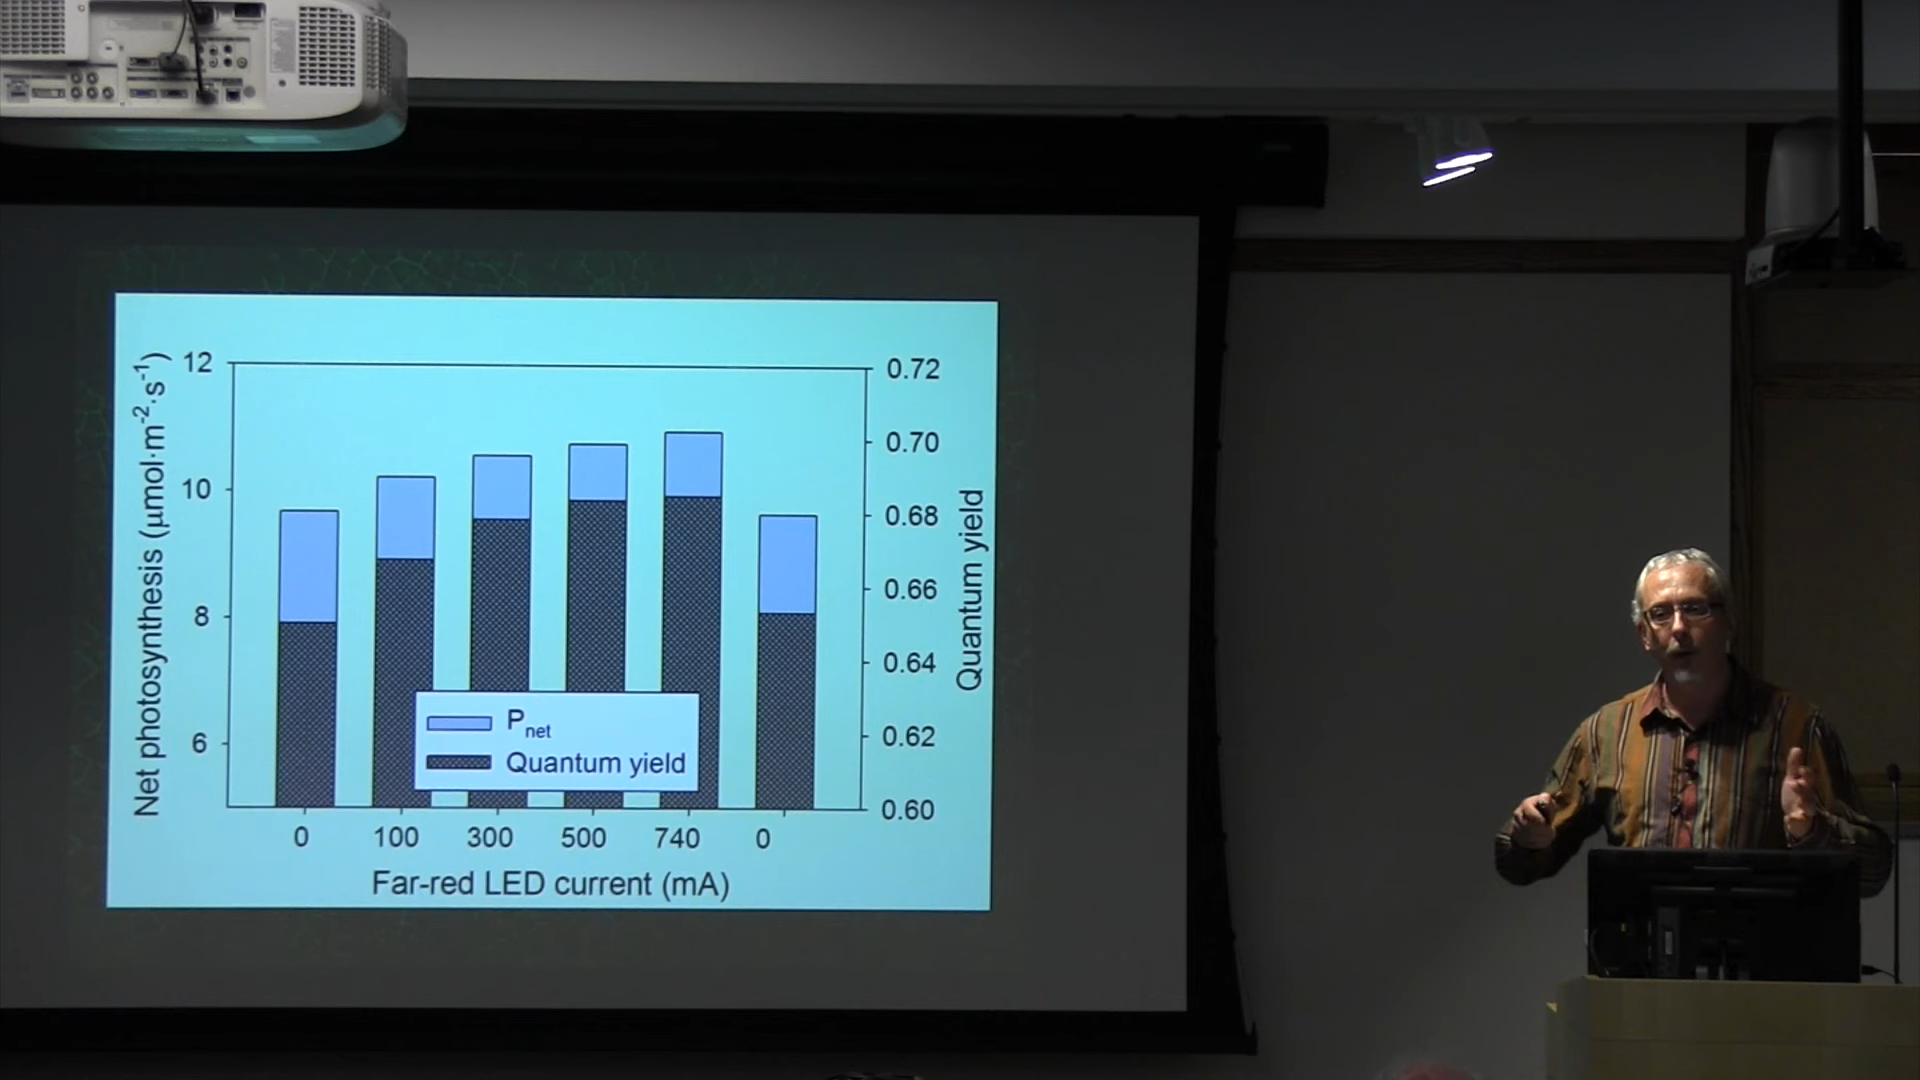 12
10
8
6
Net photosynthesis (μmol·m-2·s-1)
0.72
0.70
0.68
0.66
0.64
0.62
0.60
Quantum yield
Pnet
Quantum yield
0 100 300 500 740 0
Far-red LED current (mA)